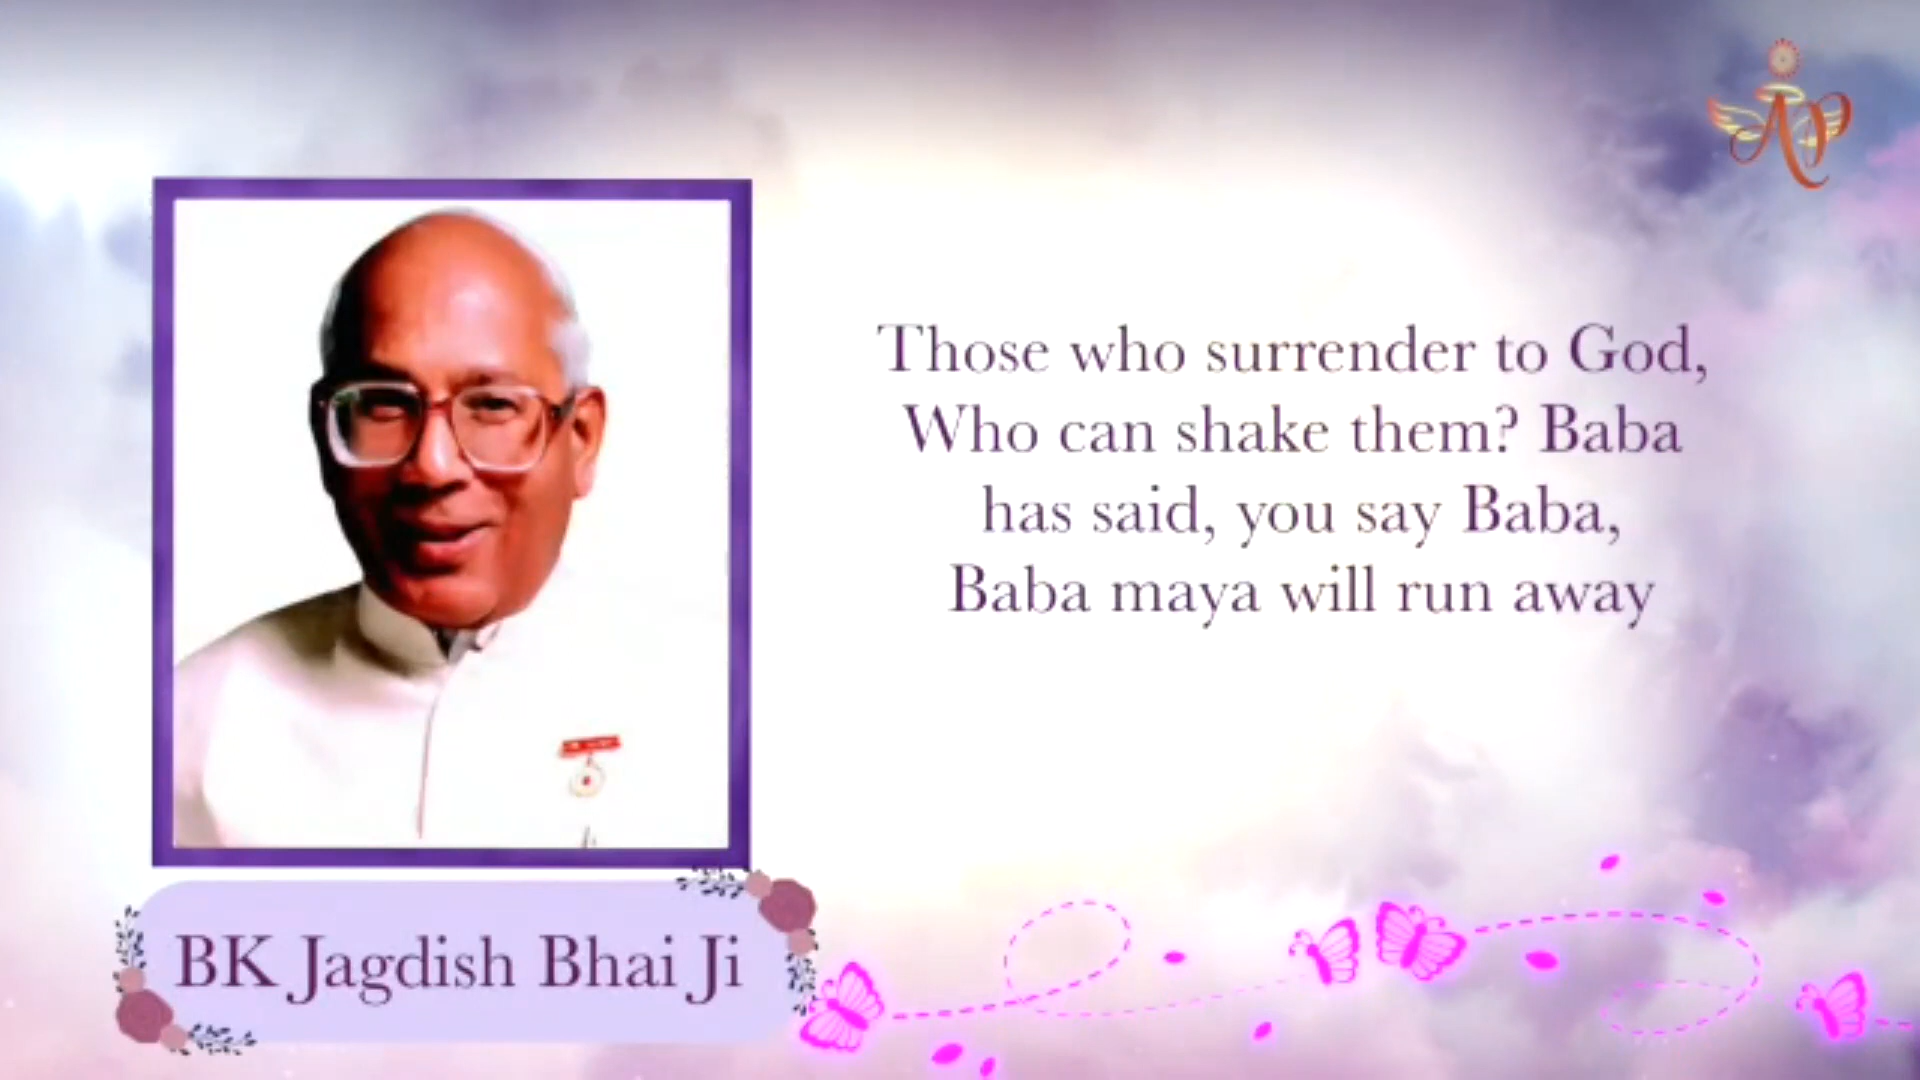 Those who surrender to God,
Who can shake them? Baba
has said, you say Baba,
Baba maya will run away
BK Jagdish Bhai Ji